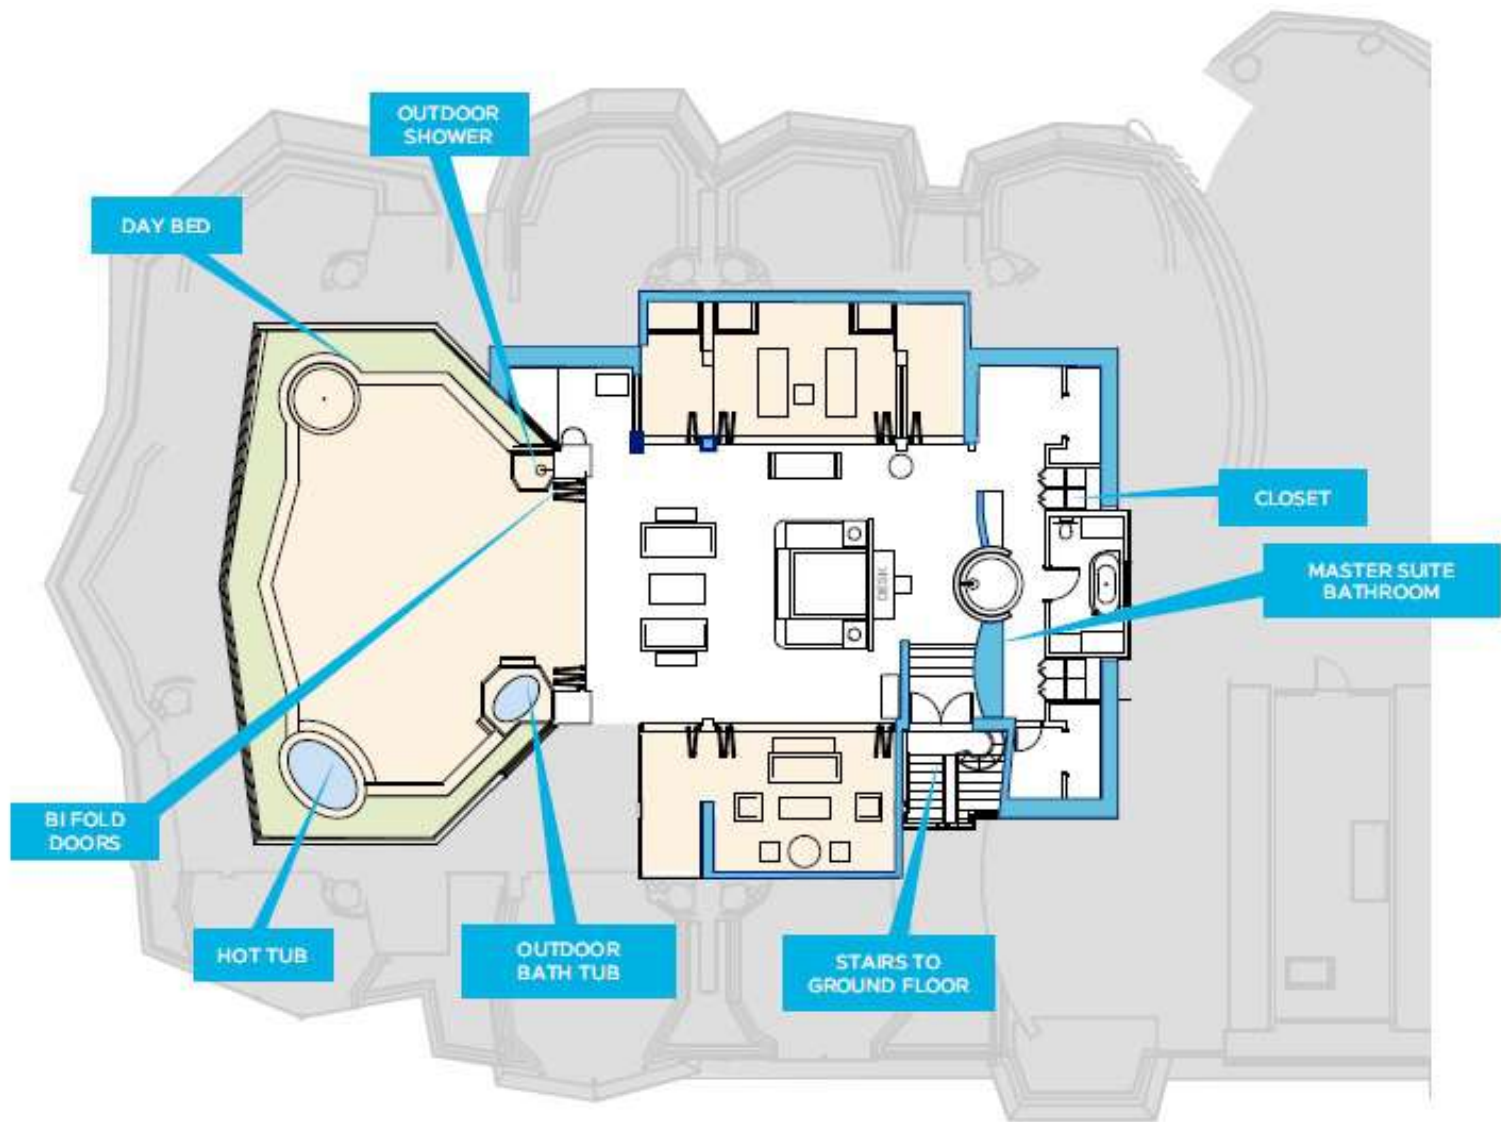 OUTDOOR
SHOWER
DAY BED
CLOSET
MASTER SUITE
BATHROOM
DESK
BI FOLD
DOORS
HOT TUB
OUTDOOR
BATH TUB
STAIRS TO
GROUND FLOOR